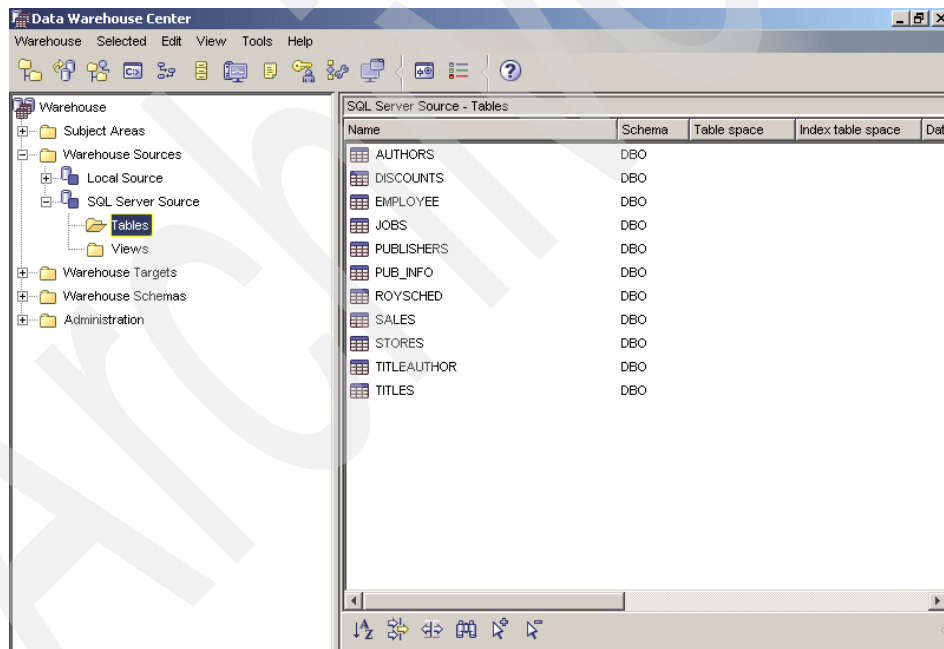 Data Warehouse Center
Warehouse Selected Edit View Tools Help
Warehouse
Subject Areas
Warehouse Sources
Local Source
SQL Server Source
Tables
Views
Warehouse Targets
Warehouse Schemas
Administration
SQL Server Source - Tables
Name Schema Table space Index table space Dat
AUTHORS DBO
DISCOUNTS DBO
EMPLOYEE DBO
JOBS DBO
PUBLISHERS DBO
PUB_INFO DBO
ROYSCHED DBO
SALES DBO
STORES DBO
TITLEAUTHOR DBO
TITLES DBO